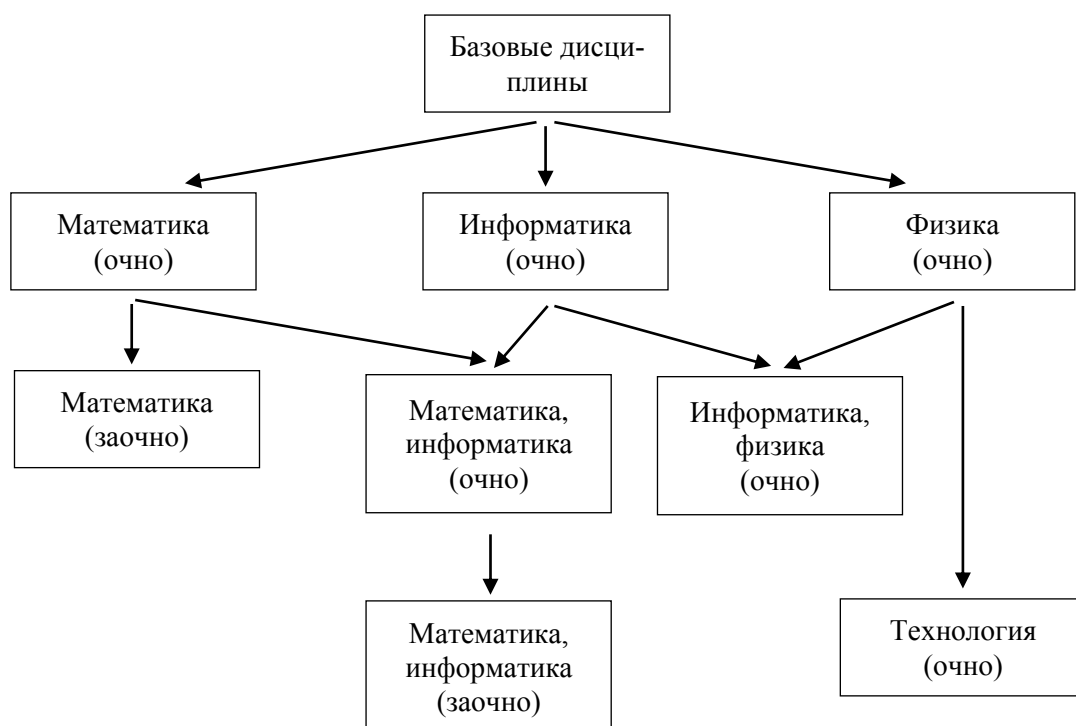 Базовые дисци-
плины
Математика
(очно)
Информатика
(очно)
Физика
(очно)
Математика
(заочно)
Математика,
информатика
(очно)
Информатика,
физика
(очно)
Математика,
информатика
(заочно)
Технология
(очно)